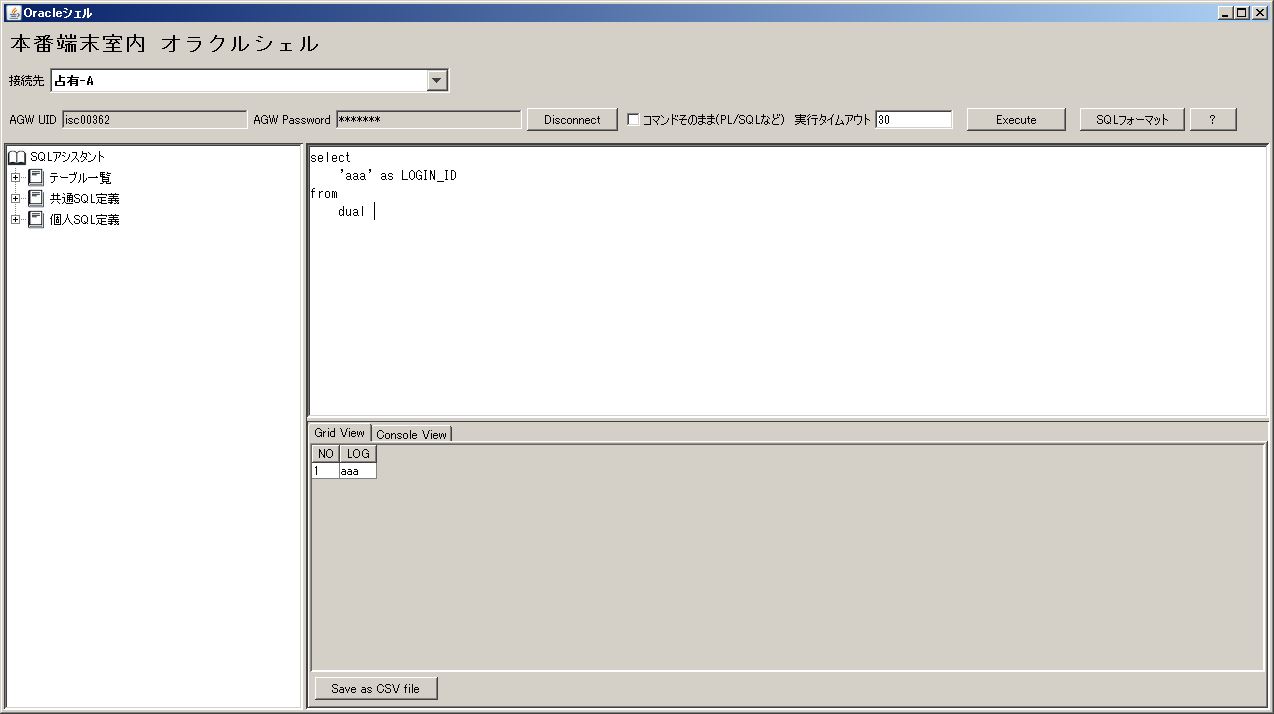 Oracleシェル
本番端末室内 オラクルシェル
接続先 占有-A
AGW UID isc00362 AGW Password ******* Disconnect コマンドそのまま(PL/SQLなど) 実行タイムアウト 30 Execute SQLフォーマット ?
SQLアシスタント
テーブル一覧
共通SQL定義
個人SQL定義
select
'aaa' as LOGIN_ID
from
dual
Grid View Console View
NO LOG
1 aaa
Save as CSV file